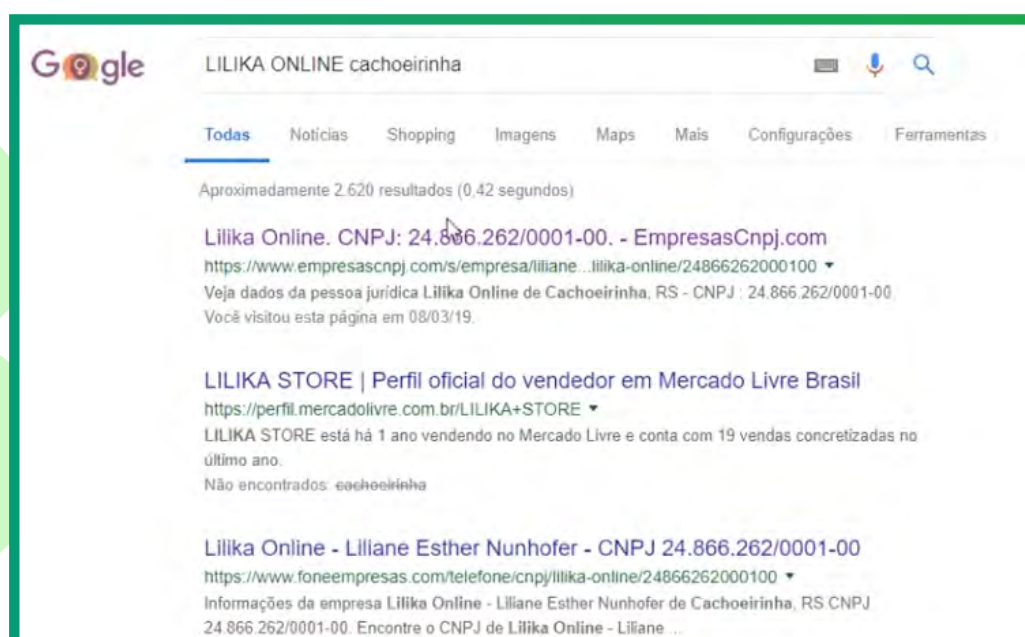 Google
LILIKA ONLINE cachoeirinha
Todas Notícias Shopping Imagens Maps Mais Configurações Ferramentas
Aproximadamente 2.620 resultados (0,42 segundos)
Lilika Online. CNPJ: 24.866.262/0001-00. - EmpresasCnpj.com
https://www.empresascnpj.com/s/empresa/liliane...lilika-online/24866262000100
Veja dados da pessoa jurídica Lilika Online de Cachoeirinha, RS - CNPJ : 24.866.262/0001-00
Você visitou esta página em 08/03/19.
LILIKA STORE | Perfil oficial do vendedor em Mercado Livre Brasil
https://perfil.mercadolivre.com.br/LILIKA+STORE
LILIKA STORE está há 1 ano vendendo no Mercado Livre e conta com 19 vendas concretizadas no
último ano.
Não encontrados: cachoeirinha
Lilika Online - Liliane Esther Nunhofer - CNPJ 24.866.262/0001-00
https://www.foneempresas.com/telefone/cnpj/lilika-online/24866262000100
Informações da empresa Lilika Online - Liliane Esther Nunhofer de Cachoeirinha, RS CNPJ
24.866.262/0001-00. Encontre o CNPJ de Lilika Online - Liliane ...